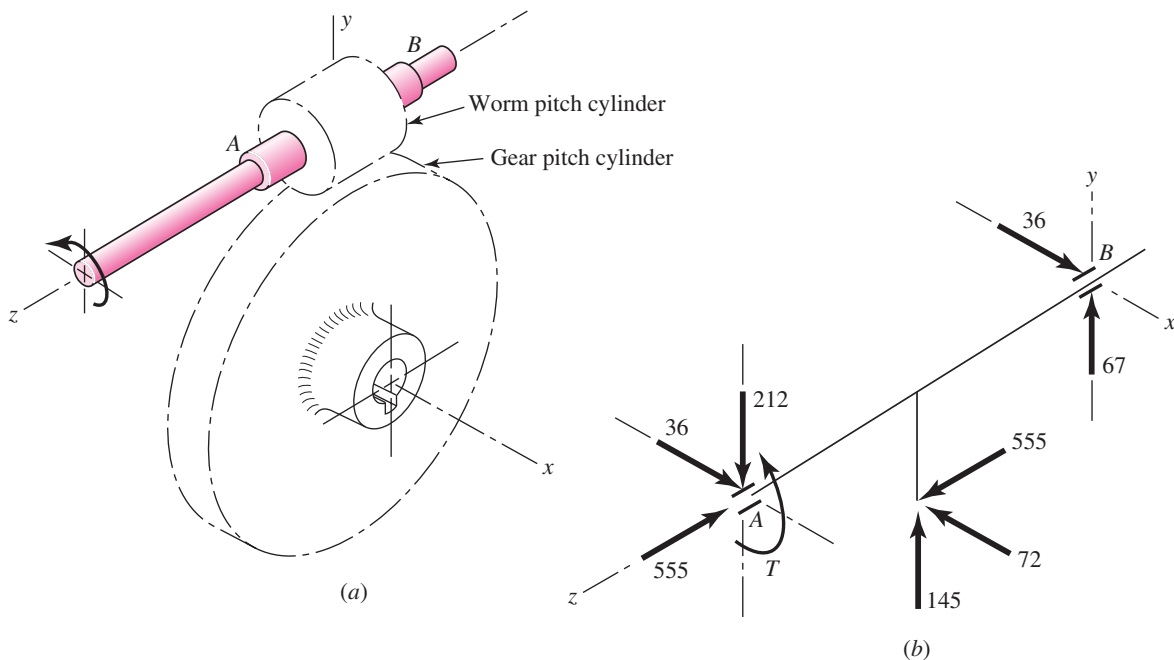 y
B
Worm pitch cylinder
A
Gear pitch cylinder
z
x
(a)
y
36
B
x
67
212
36
555
A
T
555
72
z
145
(b)